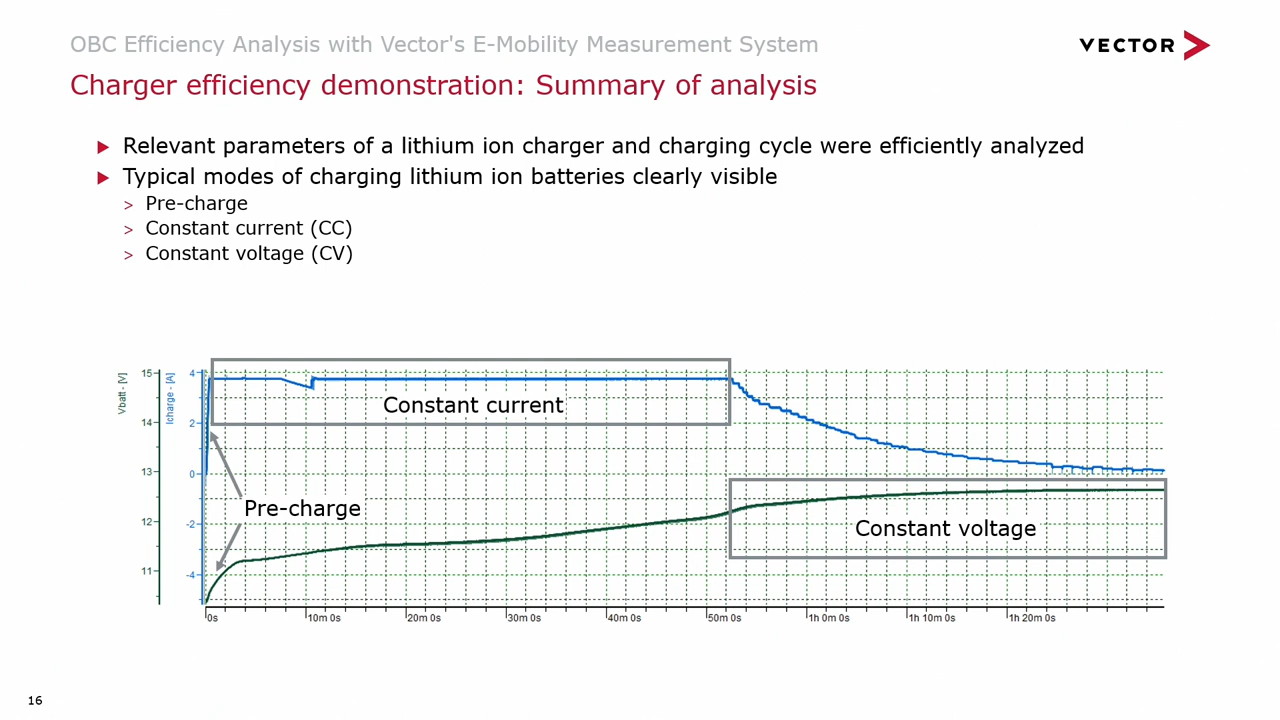 OBC Efficiency Analysis with Vector's E-Mobility Measurement System
VECTOR
Charger efficiency demonstration: Summary of analysis
Relevant parameters of a lithium ion charger and charging cycle were efficiently analyzed
Typical modes of charging lithium ion batteries clearly visible
> Pre-charge
> Constant current (CC)
> Constant voltage (CV)
Vbatt - [V]
15
14
13
12
11
Icharge - [A]
4
2
0
-2
-4
Constant current
Pre-charge
Constant voltage
0s 10m 0s 20m 0s 30m 0s 40m 0s 50m 0s 1h 0m 0s 1h 10m 0s 1h 20m 0s
16